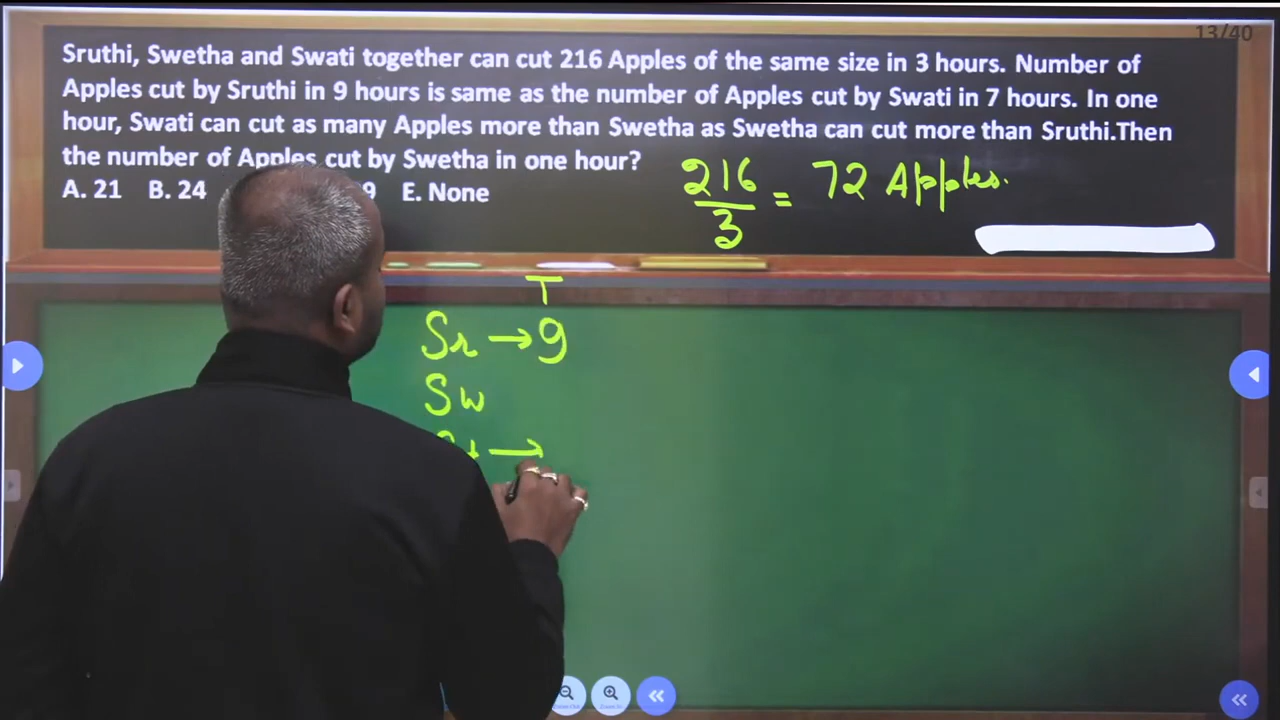 13/40
Sruthi, Swetha and Swati together can cut 216 Apples of the same size in 3 hours. Number of
Apples cut by Sruthi in 9 hours is same as the number of Apples cut by Swati in 7 hours. In one
hour, Swati can cut as many Apples more than Swetha as Swetha can cut more than Sruthi.Then
the number of Apples cut by Swetha in one hour?
A. 21 B. 24 9 E. None
216/3 = 72 Apples.
T
Sr → 9
Sw
→